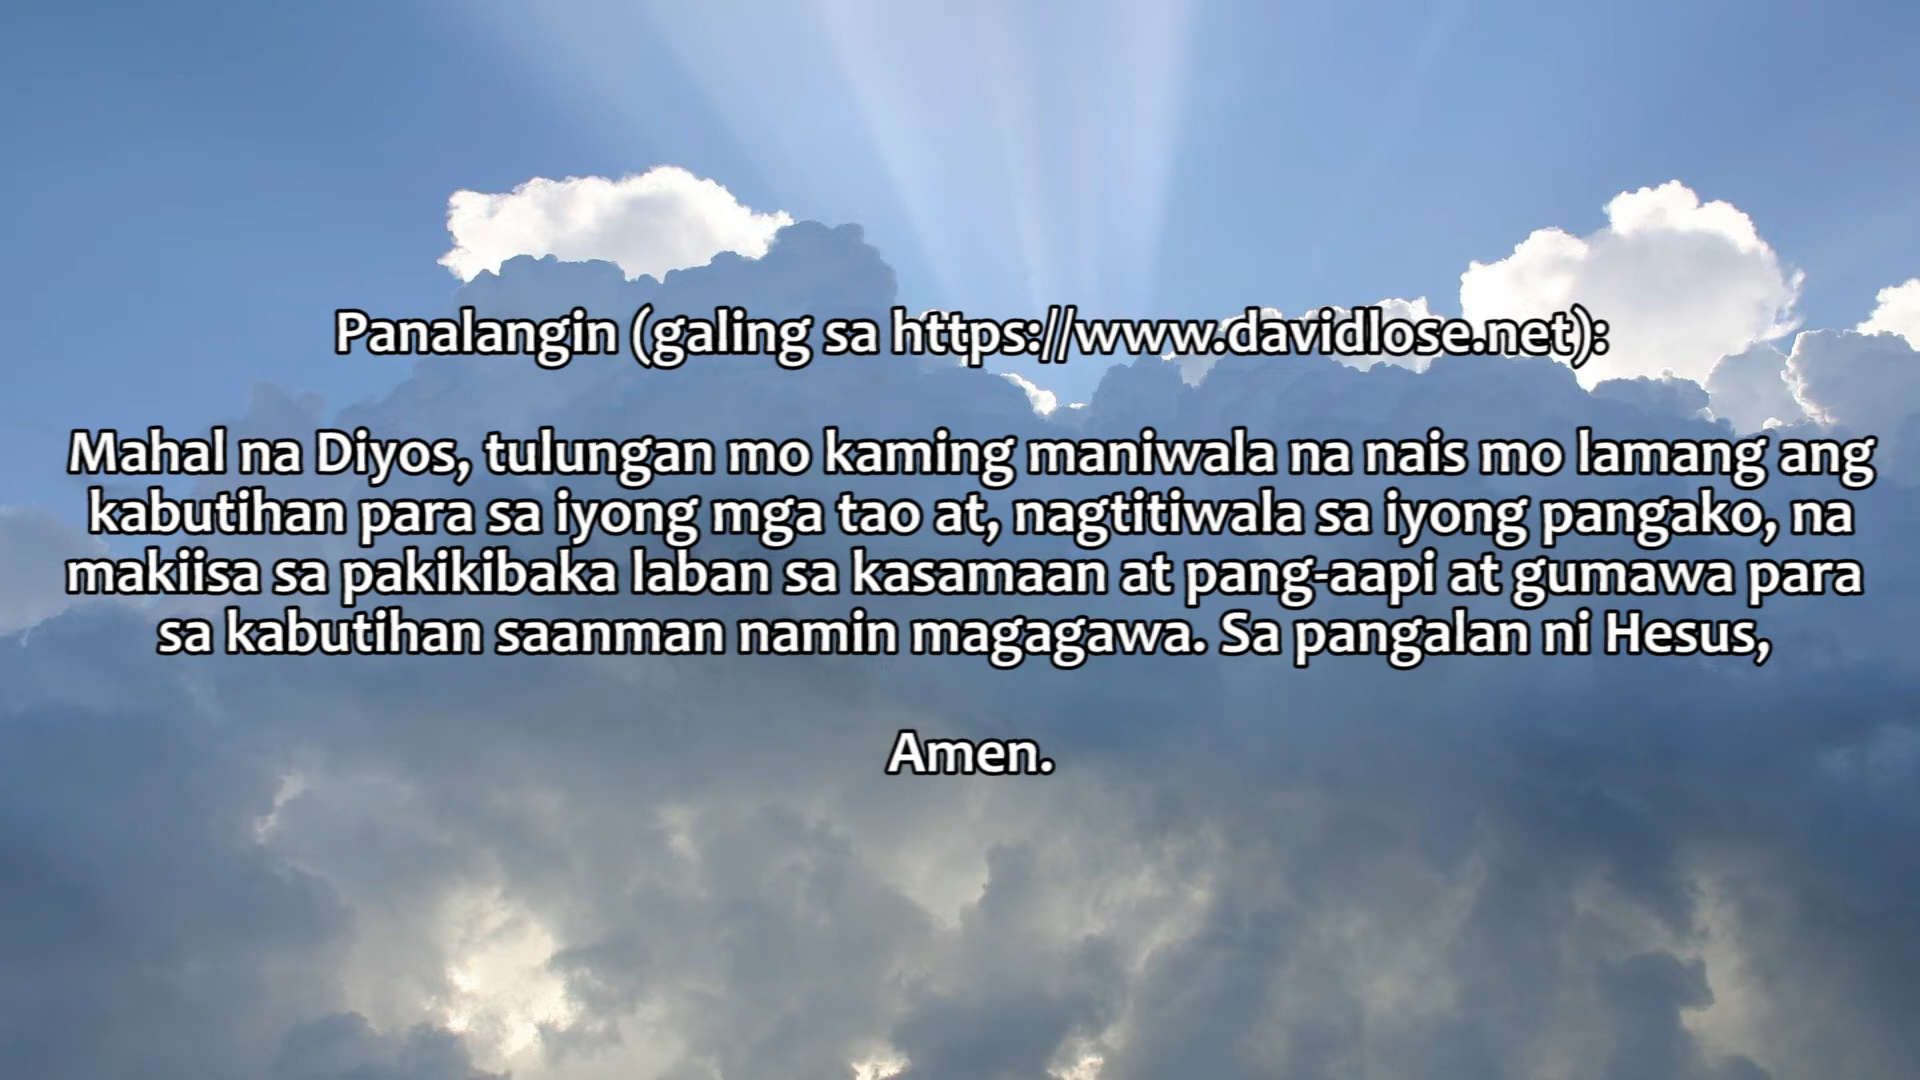 Panalangin (galing sa https://www.davidlose.net):
Mahal na Diyos, tulungan mo kaming maniwala na nais mo lamang ang
kabutihan para sa iyong mga tao at, nagtitiwala sa iyong pangako, na
makiisa sa pakikibaka laban sa kasamaan at pang-aapi at gumawa para
sa kabutihan saanman namin magagawa. Sa pangalan ni Hesus,
Amen.